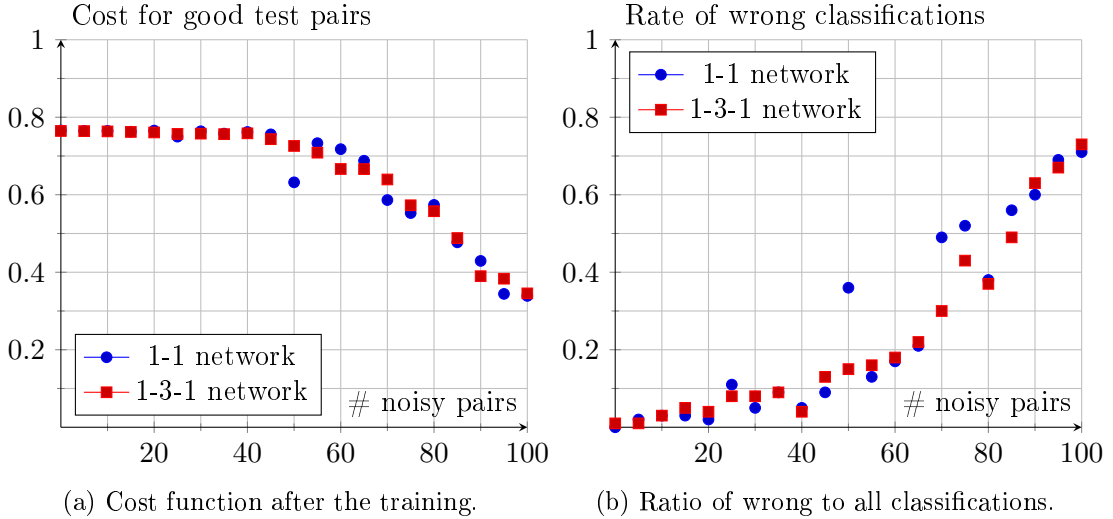 Cost for good test pairs
1
0.8
0.6
0.4
0.2
1-1 network
1-3-1 network
# noisy pairs
20 40 60 80 100
(a) Cost function after the training.
Rate of wrong classifications
1
0.8
0.6
0.4
0.2
1-1 network
1-3-1 network
# noisy pairs
20 40 60 80 100
(b) Ratio of wrong to all classifications.